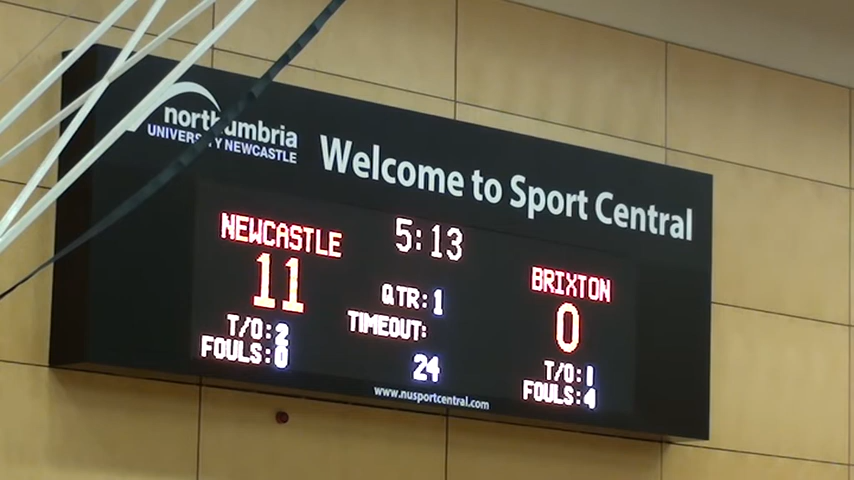 northumbria
UNIVERSITY NEWCASTLE
Welcome to Sport Central
NEWCASTLE
11
T/O:2
FOULS:0
5:13
QTR:1
TIMEOUT:
24
BRIXTON
0
T/O:1
FOULS:4
www.nusportcentral.com